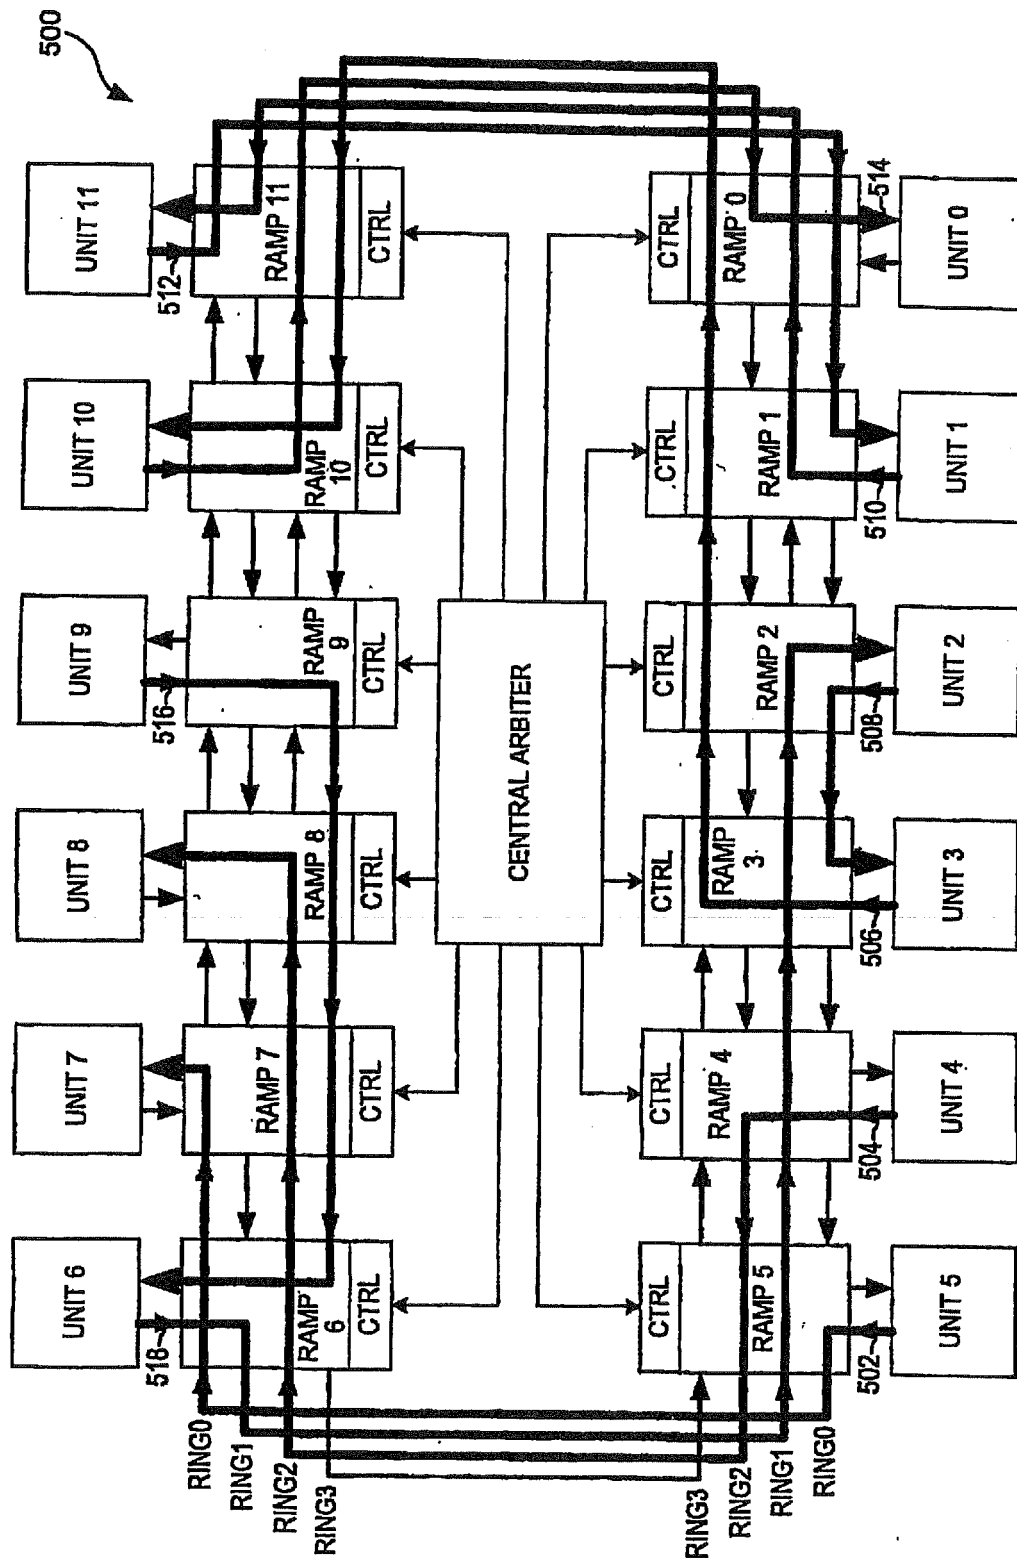 500
UNIT 6
UNIT 7
UNIT 8
UNIT 9
UNIT 10
UNIT 11
518
516
512
RING0
RING1
RING2
RING3
RAMP
6
RAMP 7
RAMP 8
RAMP
9
RAMP
10
RAMP 11
CTRL
CTRL
CTRL
CTRL
CTRL
CTRL
CENTRAL ARBITER
CTRL
CTRL
CTRL
CTRL
CTRL
CTRL
RING3
RING2
RING1
RING0
RAMP 5
RAMP 4
RAMP
3
RAMP 2
RAMP 1
RAMP 0
502
504
506
508
510
514
UNIT 5
UNIT 4
UNIT 3
UNIT 2
UNIT 1
UNIT 0